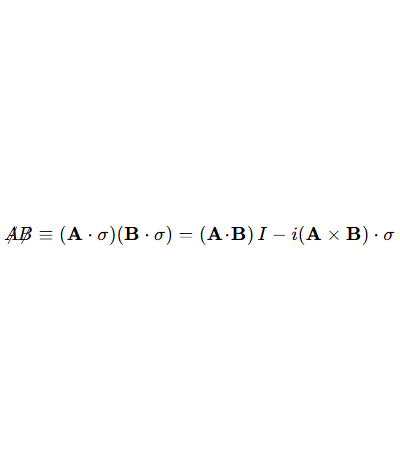 A̸B̸ ≡ (𝐀 · σ)(𝐁 · σ) = (𝐀·𝐁) I − i(𝐀 × 𝐁) · σ